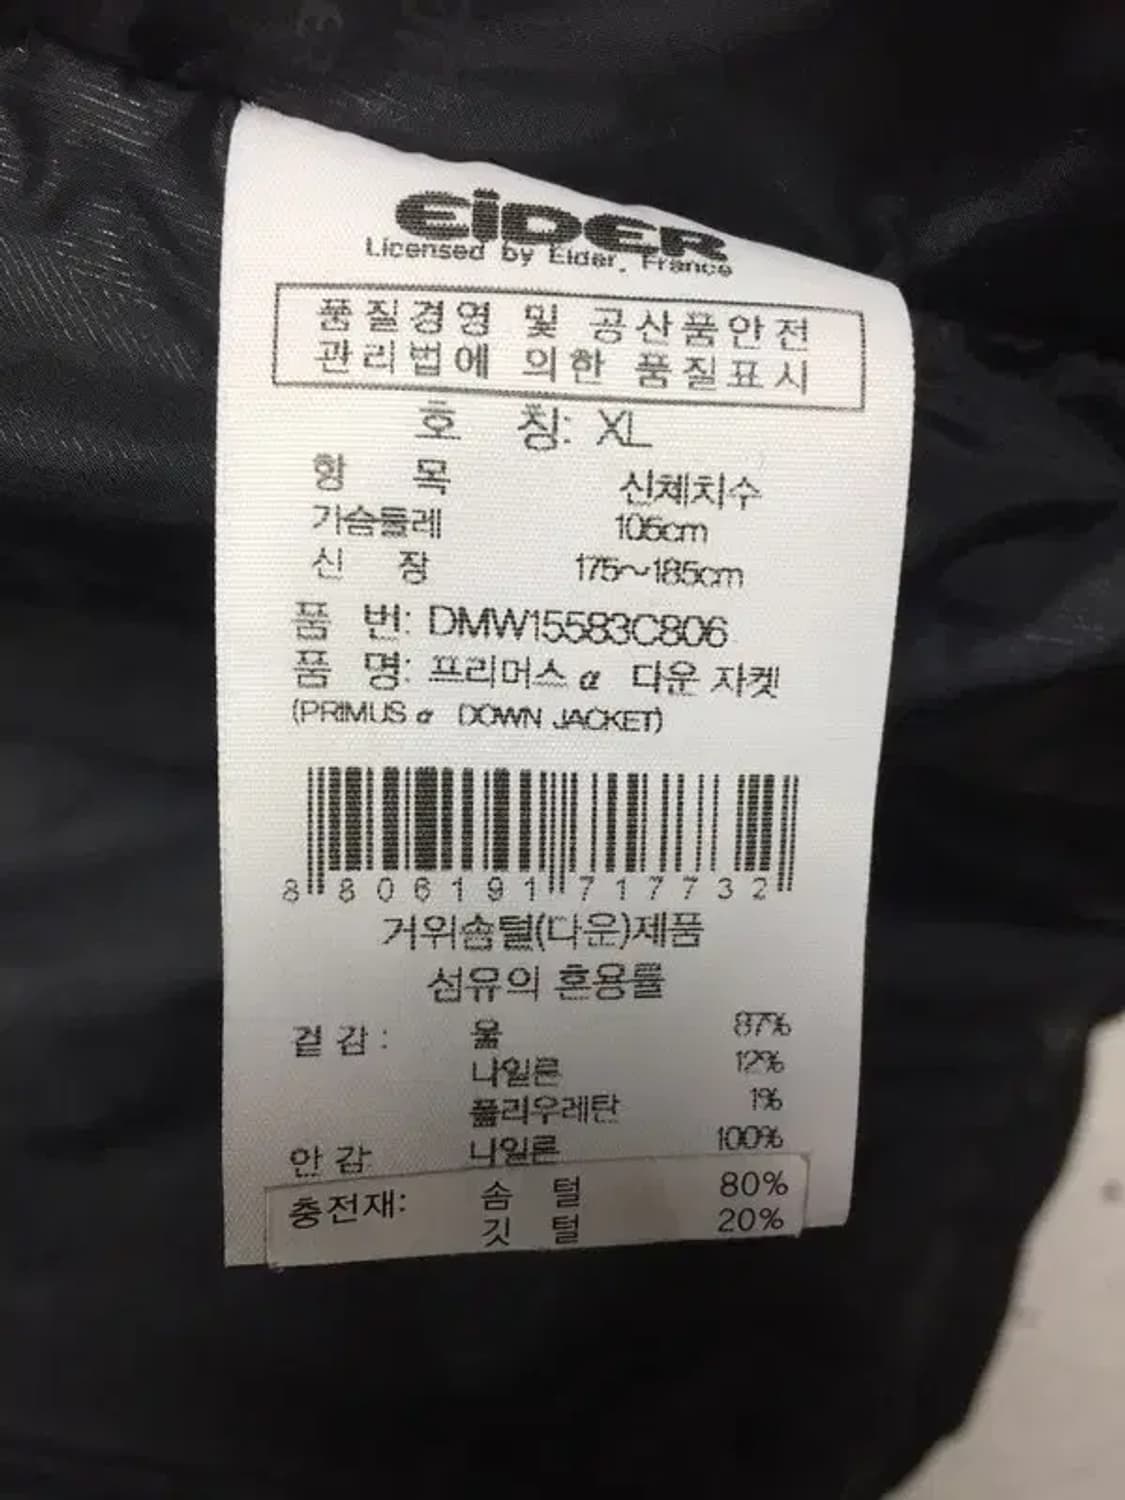 EiDER
Licensed by Eider, France
품질경영 및 공산품안전
관리법에 의한 품질표시
호 칭: XL
항 목 신체치수
가슴둘레 105cm
신 장 175~185cm
품 번: DMW15583C806
품 명: 프리머스 α 다운 자켓
(PRIMUS α DOWN JACKET)
8 806191 717732
거위솜털(다운)제품
섬유의 혼용률
겉감: 울 87%
나일론 12%
폴리우레탄 1%
안감 나일론 100%
충전재: 솜 털 80%
깃 털 20%